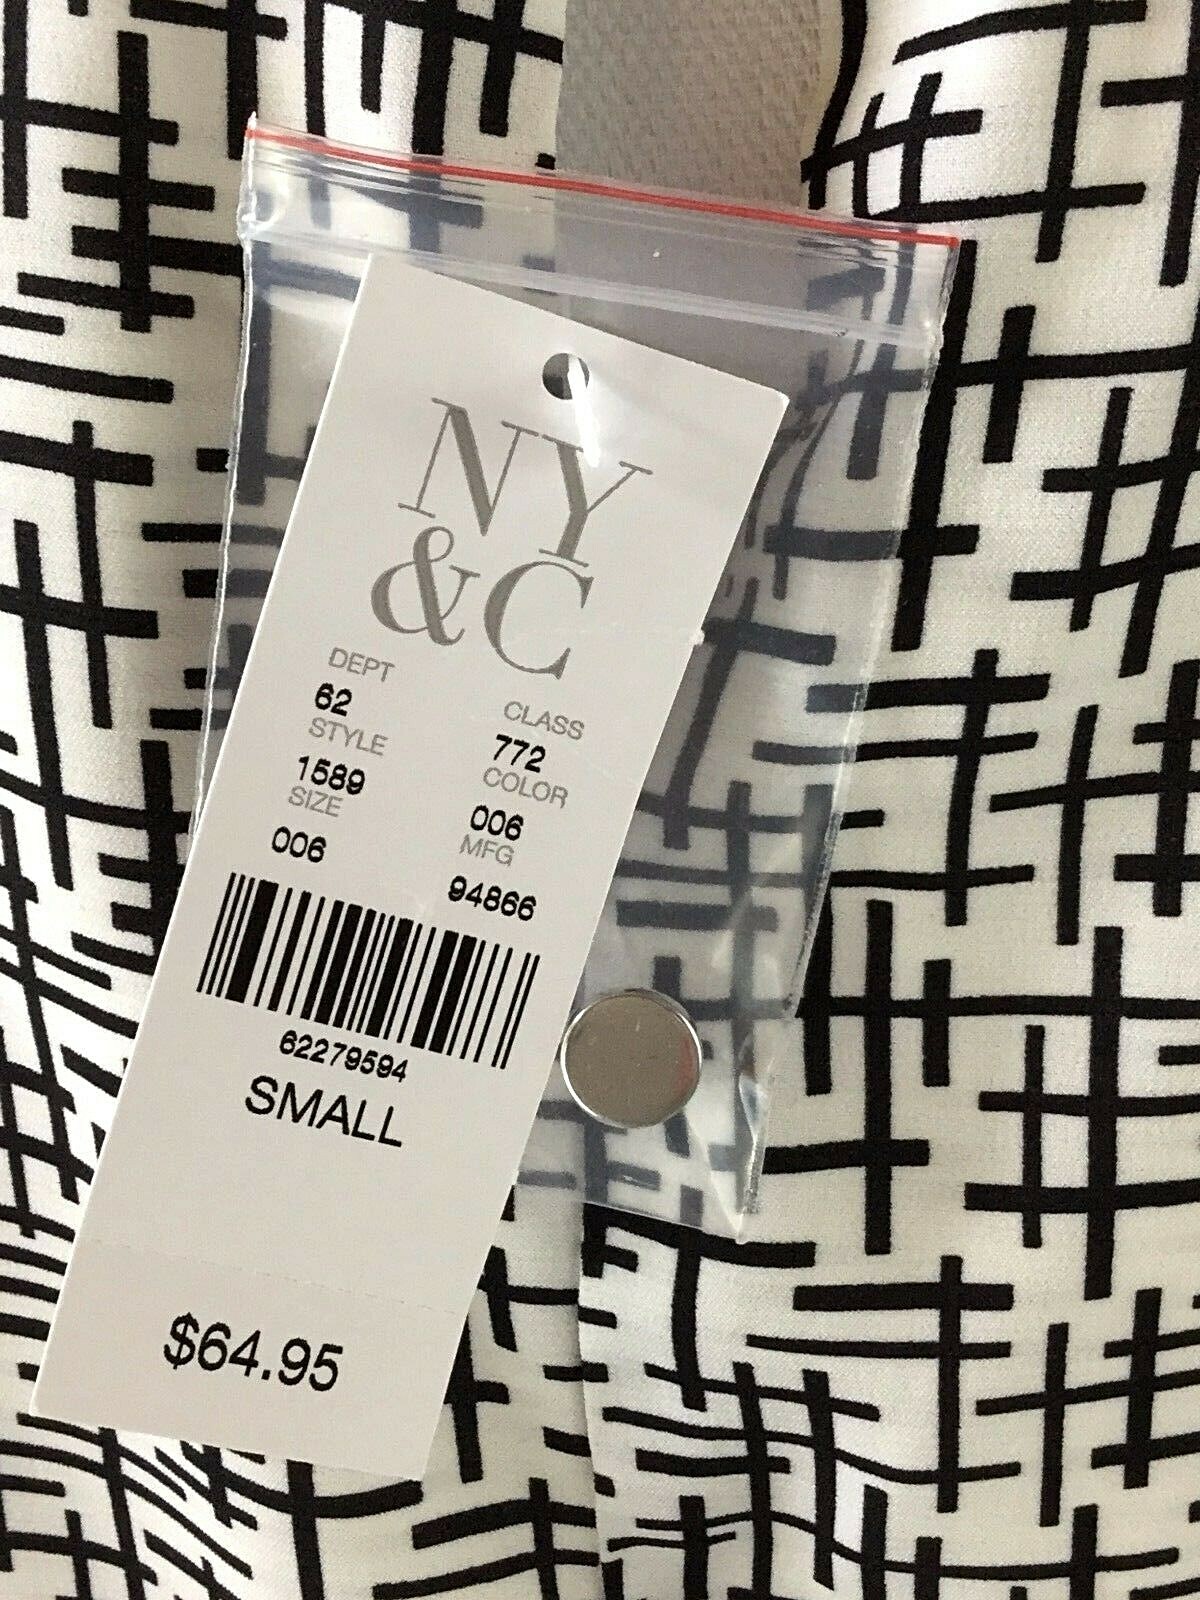 NY
&C
DEPT CLASS
62 772
STYLE COLOR
1589 006
SIZE MFG
006 94866
62279594
SMALL
$64.95